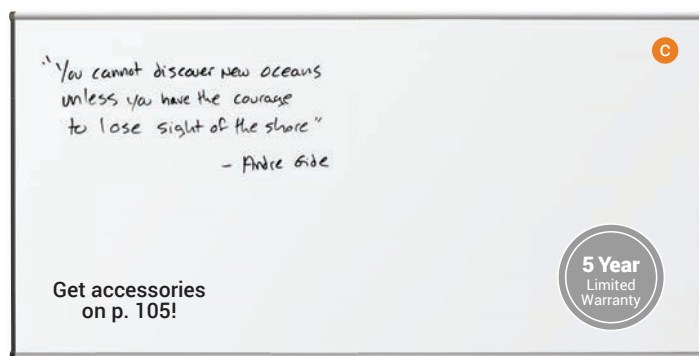 "You cannot discover new oceans
unless you have the courage
to lose sight of the shore"
- Andre Gide
C
Get accessories
on p. 105!
5 Year
Limited
Warranty